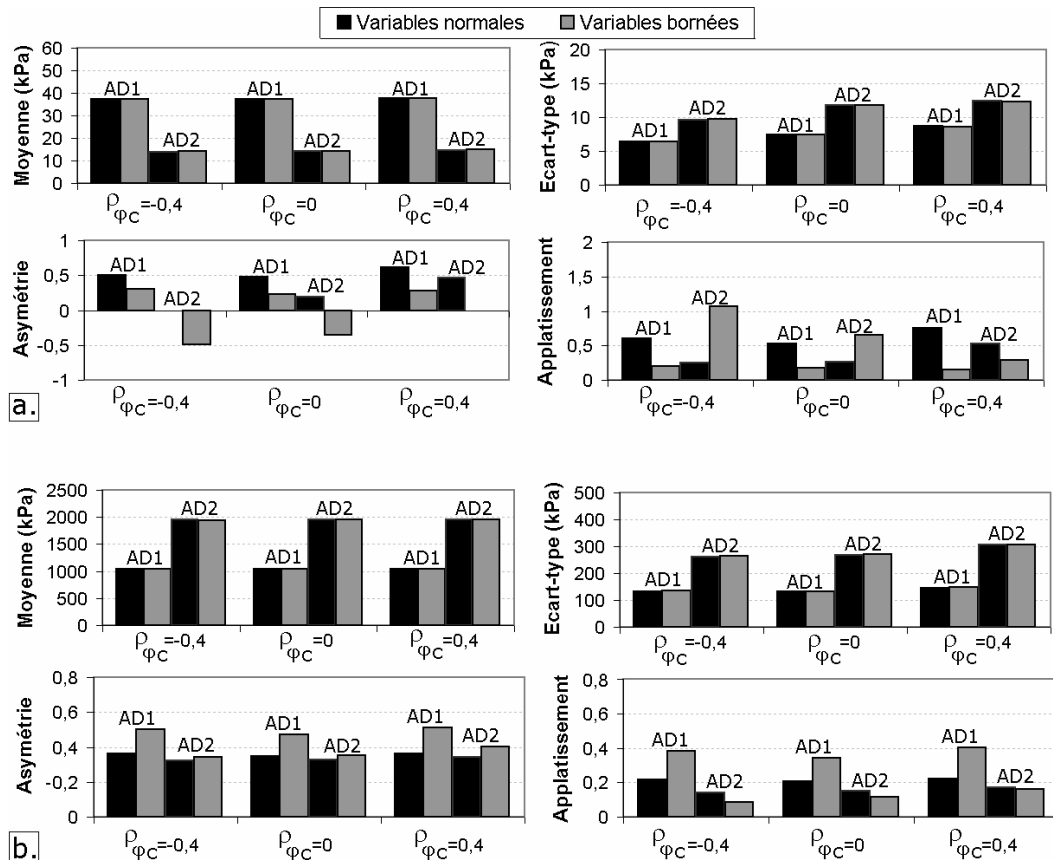 Variables normales Variables bornées
Moyenne (kPa)
60
50
40
30
20
10
0
AD1 AD2 AD1 AD2 AD1 AD2
ρφc=-0,4 ρφc=0 ρφc=0,4
Ecart-type (kPa)
20
15
10
5
0
AD1 AD2 AD1 AD2 AD1 AD2
ρφc=-0,4 ρφc=0 ρφc=0,4
Asymétrie
1
0,5
0
-0,5
-1
AD1 AD2 AD1 AD2 AD1 AD2
ρφc=-0,4 ρφc=0 ρφc=0,4
Applatissement
2
1,5
1
0,5
0
AD1 AD2 AD1 AD2 AD1 AD2
ρφc=-0,4 ρφc=0 ρφc=0,4
a.
Moyenne (kPa)
2500
2000
1500
1000
500
0
AD1 AD2 AD1 AD2 AD1 AD2
ρφc=-0,4 ρφc=0 ρφc=0,4
Ecart-type (kPa)
500
400
300
200
100
0
AD1 AD2 AD1 AD2 AD1 AD2
ρφc=-0,4 ρφc=0 ρφc=0,4
Asymétrie
0,8
0,6
0,4
-0,2
0
AD1 AD2 AD1 AD2 AD1 AD2
ρφc=-0,4 ρφc=0 ρφc=0,4
Applatissement
0,8
0,6
0,4
0,2
0
AD1 AD2 AD1 AD2 AD1 AD2
ρφc=-0,4 ρφc=0 ρφc=0,4
b.